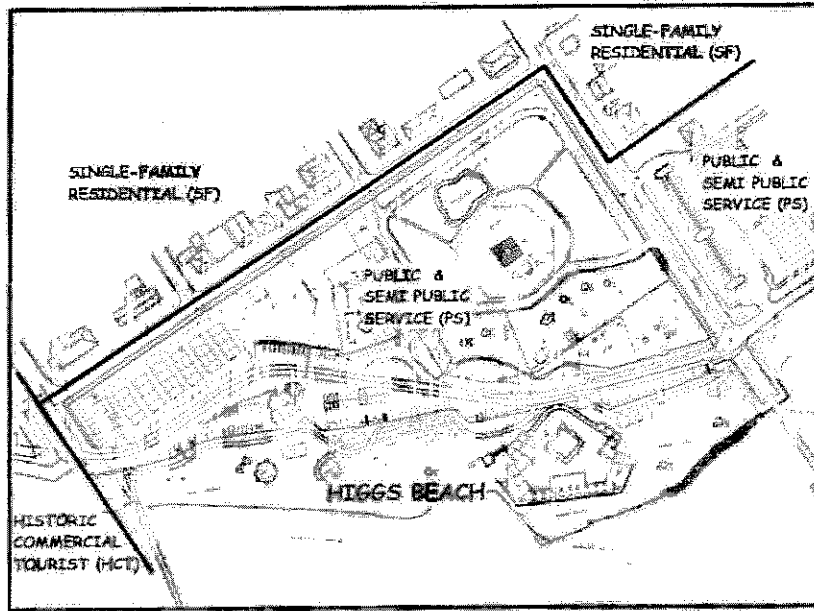 SINGLE-FAMILY
RESIDENTIAL (SF)
SINGLE-FAMILY
RESIDENTIAL (SF)
PUBLIC &
SEMI PUBLIC
SERVICE (PS)
PUBLIC &
SEMI PUBLIC
SERVICE (PS)
HIGGS BEACH
HISTORIC
COMMERCIAL
TOURIST (HCT)